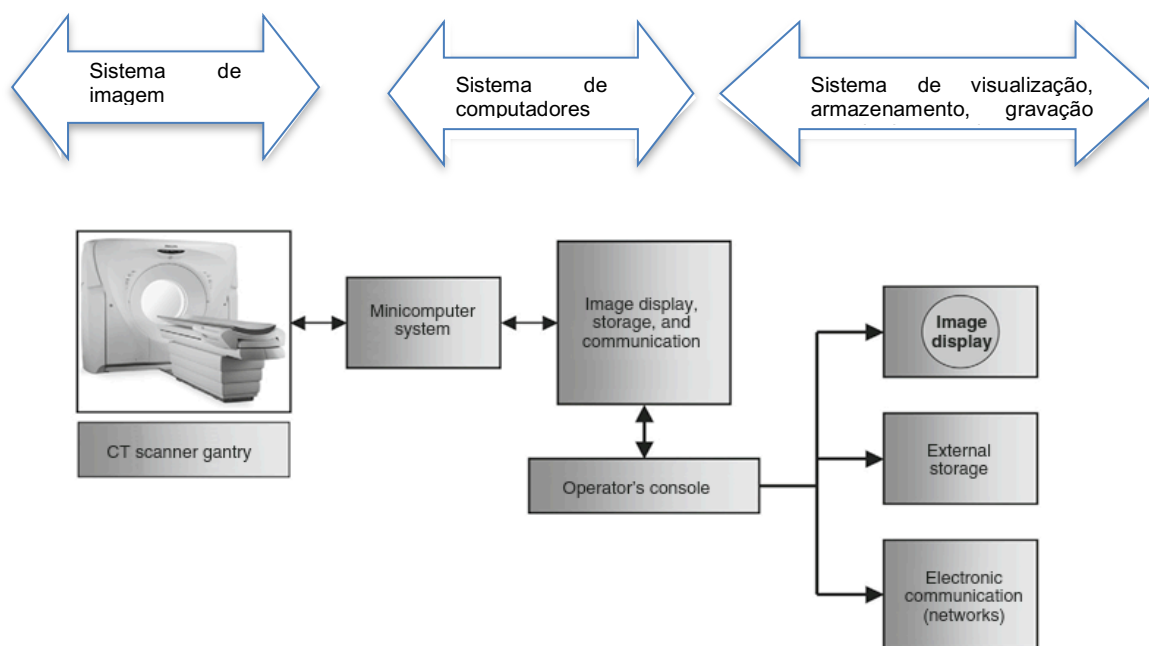 Sistema de
imagem
Sistema de
computadores
Sistema de visualização,
armazenamento, gravação
Minicomputer
system
Image display,
storage, and
communication
Image
display
CT scanner gantry
Operator's console
External
storage
Electronic
communication
(networks)